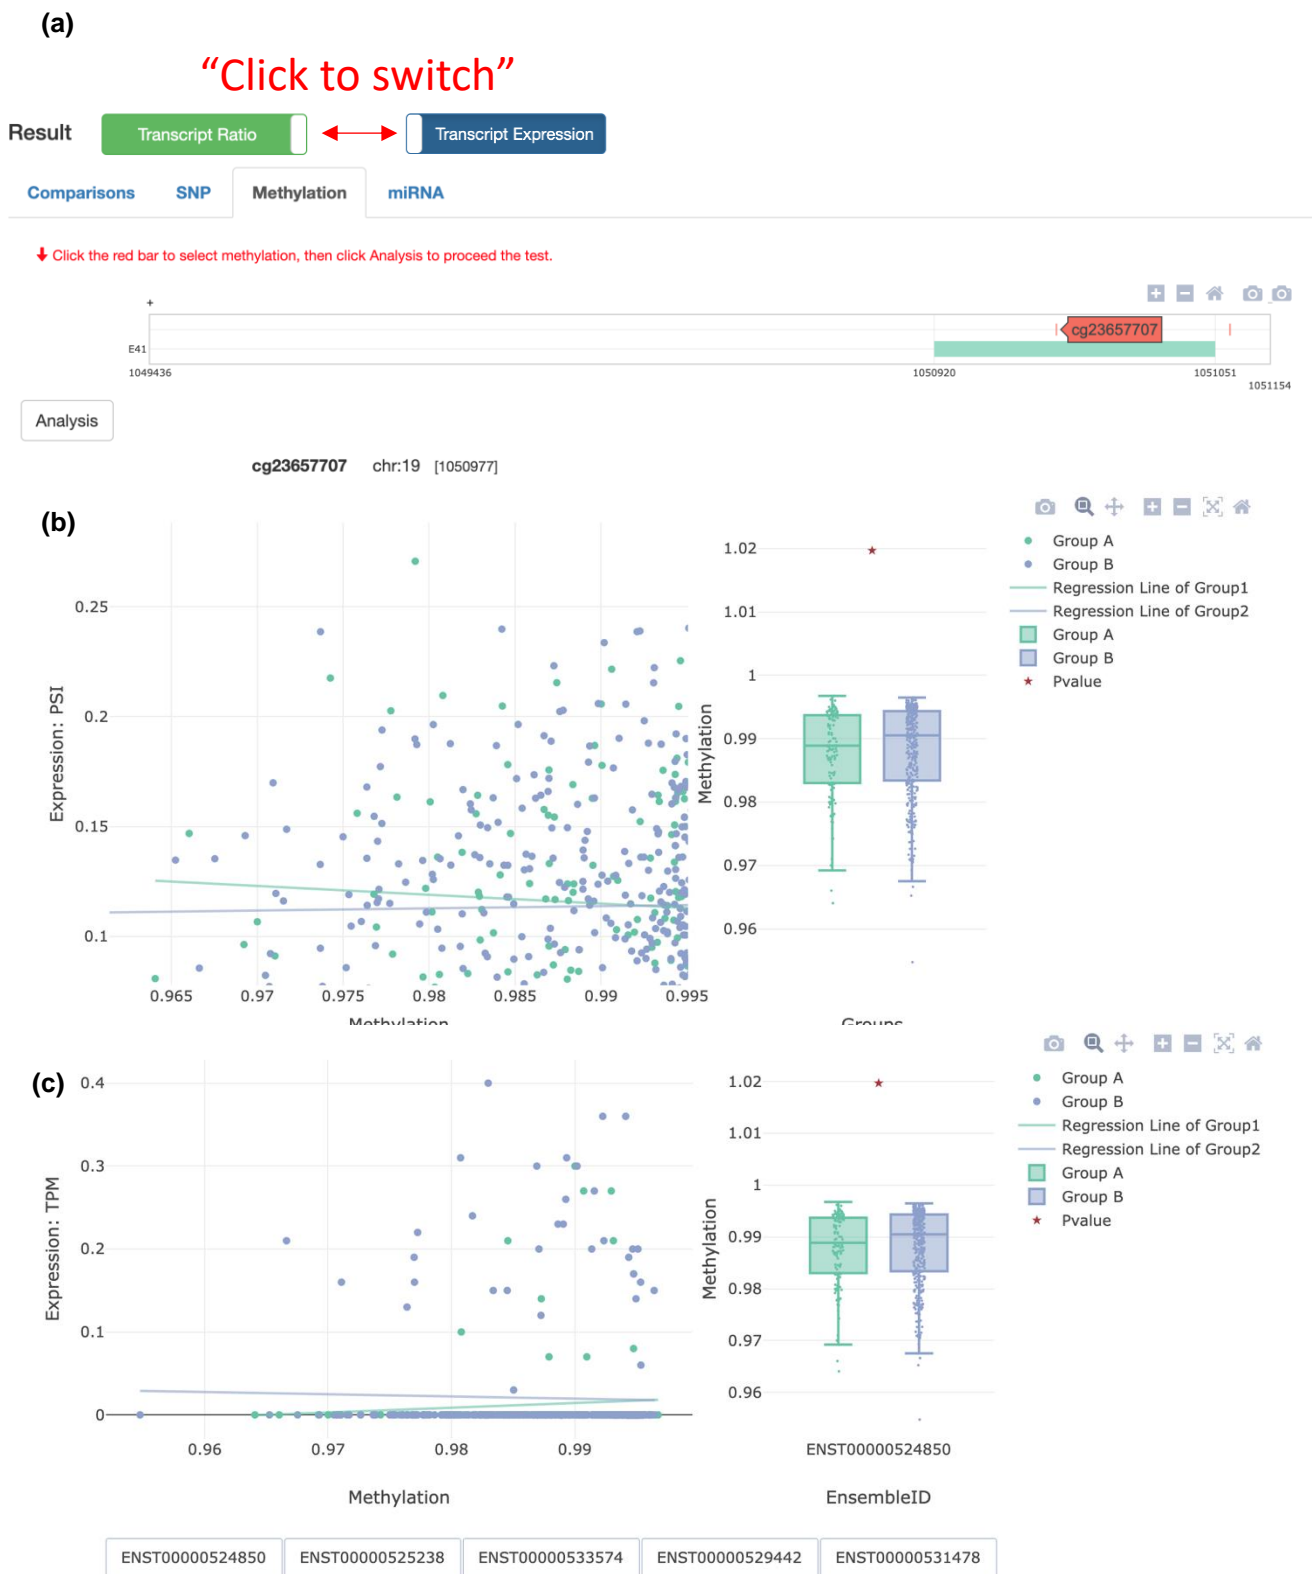 (a)
“Click to switch”
Result
Transcript Ratio
Transcript Expression
Comparisons
SNP
Methylation
miRNA
Click the red bar to select methylation, then click Analysis to proceed the test.
+
cg23657707
E41
1049436
1050920
1051051
1051154
Analysis
cg23657707 chr:19 [1050977]
(b)
Expression: PSI
0.25
0.2
0.15
0.1
0.965
0.97
0.975
0.98
0.985
0.99
0.995
Methylation
Methylation
1.02
1.01
1
0.99
0.98
0.97
0.96
Groups
Group A
Group B
Regression Line of Group1
Regression Line of Group2
Group A
Group B
Pvalue
(c)
Expression: TPM
0.4
0.3
0.2
0.1
0
0.96
0.97
0.98
0.99
Methylation
Methylation
1.02
1.01
1
0.99
0.98
0.97
0.96
ENST00000524850
EnsembleID
Group A
Group B
Regression Line of Group1
Regression Line of Group2
Group A
Group B
Pvalue
ENST00000524850
ENST00000525238
ENST00000533574
ENST00000529442
ENST00000531478